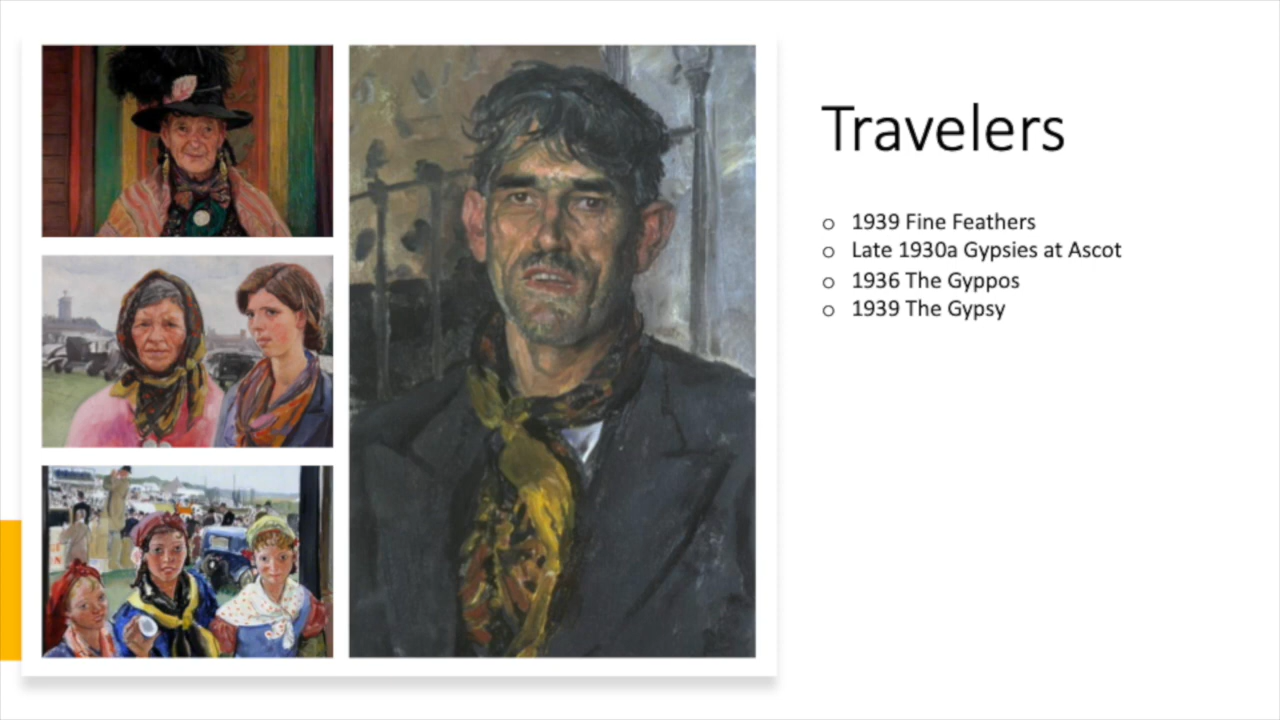 Travelers
○ 1939 Fine Feathers
○ Late 1930a Gypsies at Ascot
○ 1936 The Gyppos
○ 1939 The Gypsy